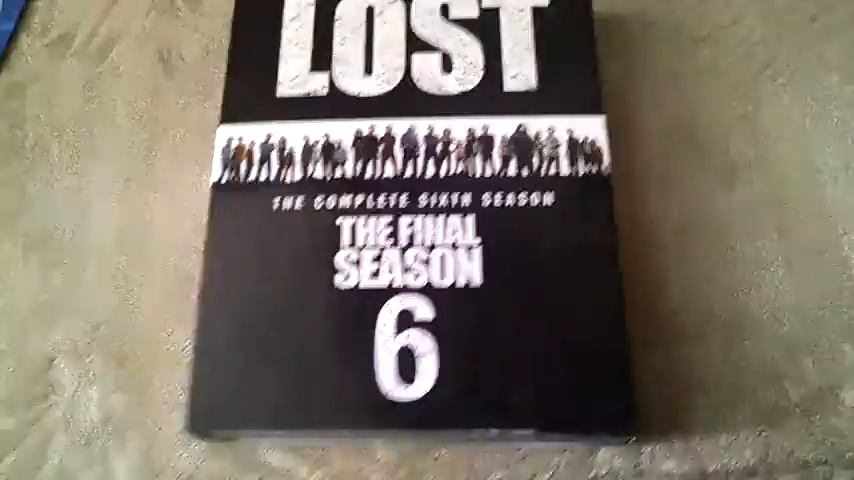 LOST
THE COMPLETE SIXTH SEASON
THE FINAL
SEASON
6